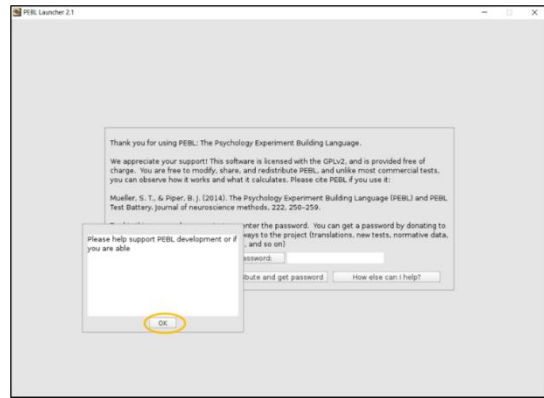 PEBL Launcher 2.1
Thank you for using PEBL: The Psychology Experiment Building Language.
We appreciate your support! This software is licensed with the GPLv2, and is provided free of
charge. You are free to modify, share, and redistribute PEBL, and unlike most commercial tests,
you can observe how it works and what it calculates. Please cite PEBL if you use it:
Mueller, S. T., & Piper, B. J. (2014). The Psychology Experiment Building Language (PEBL) and PEBL
Test Battery. Journal of neuroscience methods, 222, 250-259.
enter the password. You can get a password by donating to
ways to the project (translations, new tests, normative data,
, and so on)
Please help support PEBL development or if
you are able
assword:
ibute and get password
How else can I help?
OK